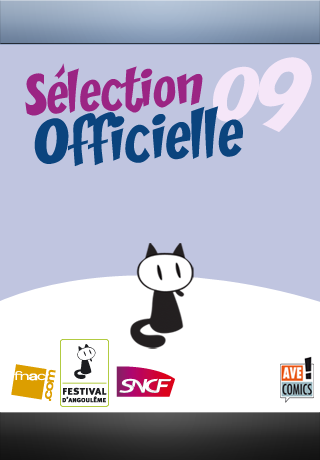 Sélection 09
Officielle
fnac
.com
FESTIVAL
D'ANGOULÊME
SNCF
AVE!
COMICS